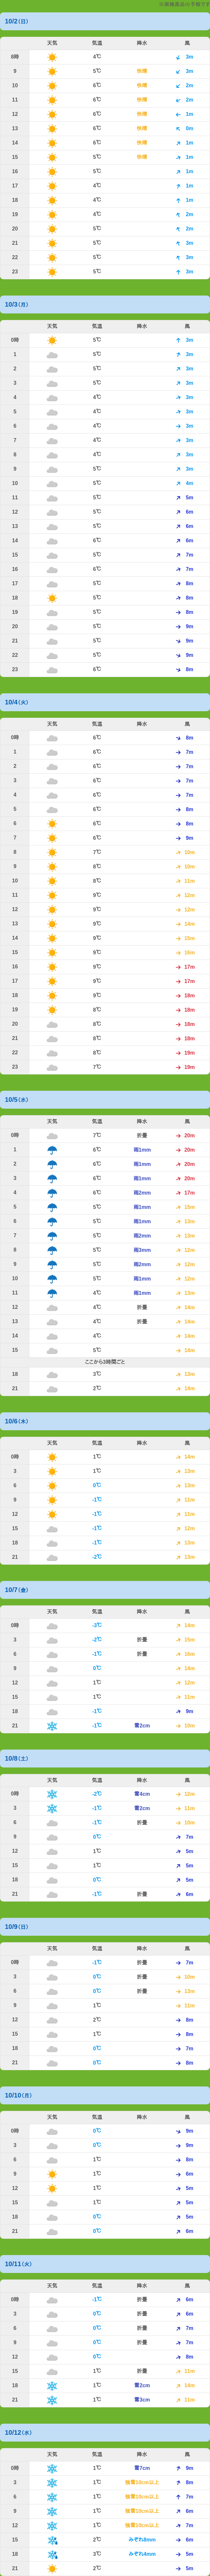 10/2(日)
天気 気温 降水 風
8時 4℃ 3m
9 5℃ 快晴 3m
10 6℃ 快晴 2m
11 6℃ 快晴 2m
12 6℃ 快晴 1m
13 6℃ 快晴 0m
14 6℃ 快晴 1m
15 5℃ 快晴 1m
16 5℃ 1m
17 4℃ 1m
18 4℃ 1m
19 4℃ 2m
20 5℃ 2m
21 5℃ 3m
22 5℃ 3m
23 5℃ 3m
10/3(月)
天気 気温 降水 風
0時 5℃ 3m
1 5℃ 3m
2 5℃ 3m
3 5℃ 3m
4 4℃ 3m
5 4℃ 3m
6 4℃ 3m
7 4℃ 3m
8 4℃ 3m
9 5℃ 3m
10 5℃ 4m
11 5℃ 5m
12 5℃ 6m
13 5℃ 6m
14 6℃ 6m
15 5℃ 7m
16 6℃ 7m
17 5℃ 8m
18 5℃ 8m
19 5℃ 8m
20 5℃ 9m
21 5℃ 9m
22 5℃ 9m
23 6℃ 8m
10/4(火)
天気 気温 降水 風
0時 6℃ 8m
1 6℃ 7m
2 6℃ 7m
3 6℃ 7m
4 6℃ 7m
5 6℃ 8m
6 6℃ 8m
7 6℃ 9m
8 7℃ 10m
9 8℃ 10m
10 8℃ 11m
11 9℃ 12m
12 9℃ 12m
13 9℃ 14m
14 9℃ 15m
15 9℃ 16m
16 9℃ 17m
17 9℃ 17m
18 9℃ 18m
19 8℃ 18m
20 8℃ 18m
21 8℃ 18m
22 8℃ 19m
23 7℃ 19m
10/5(水)
天気 気温 降水 風
0時 7℃ 折曇 20m
1 6℃ 雨1mm 20m
2 6℃ 雨1mm 20m
3 6℃ 雨1mm 20m
4 6℃ 雨2mm 17m
5 5℃ 雨1mm 15m
6 5℃ 雨1mm 13m
7 5℃ 雨2mm 13m
8 5℃ 雨3mm 12m
9 5℃ 雨2mm 12m
10 5℃ 雨1mm 12m
11 4℃ 雨1mm 13m
12 4℃ 折曇 14m
13 4℃ 折曇 14m
14 4℃ 14m
15 5℃ 14m
ここから3時間ごと
18 3℃ 13m
21 2℃ 14m
10/6(木)
天気 気温 降水 風
0時 1℃ 14m
3 1℃ 13m
6 0℃ 13m
9 -1℃ 11m
12 -1℃ 11m
15 -1℃ 12m
18 -1℃ 13m
21 -2℃ 13m
10/7(金)
天気 気温 降水 風
0時 -3℃ 14m
3 -2℃ 折曇 15m
6 -1℃ 折曇 16m
9 0℃ 14m
12 1℃ 12m
15 1℃ 11m
18 -1℃ 9m
21 -1℃ 雪2cm 10m
10/8(土)
天気 気温 降水 風
0時 -2℃ 雪4cm 12m
3 -1℃ 雪2cm 11m
6 -1℃ 折曇 10m
9 0℃ 7m
12 1℃ 5m
15 1℃ 5m
18 0℃ 5m
21 -1℃ 折曇 6m
10/9(日)
天気 気温 降水 風
0時 -1℃ 折曇 7m
3 0℃ 折曇 10m
6 0℃ 折曇 13m
9 1℃ 11m
12 2℃ 8m
15 1℃ 8m
18 0℃ 7m
21 0℃ 8m
10/10(月)
天気 気温 降水 風
0時 0℃ 9m
3 0℃ 9m
6 1℃ 8m
9 1℃ 6m
12 1℃ 5m
15 1℃ 5m
18 0℃ 5m
21 0℃ 6m
10/11(火)
天気 気温 降水 風
0時 -1℃ 折曇 6m
3 0℃ 折曇 6m
6 0℃ 折曇 7m
9 0℃ 折曇 7m
12 0℃ 8m
15 1℃ 折曇 11m
18 1℃ 雪2cm 14m
21 1℃ 雪3cm 11m
10/12(水)
天気 気温 降水 風
0時 1℃ 雪7cm 9m
3 1℃ 強雪10cm以上 8m
6 1℃ 強雪10cm以上 7m
9 1℃ 強雪10cm以上 6m
12 1℃ 強雪10cm以上 7m
15 2℃ みぞれ8mm 6m
18 3℃ みぞれ4mm 5m
21 2℃ 5m